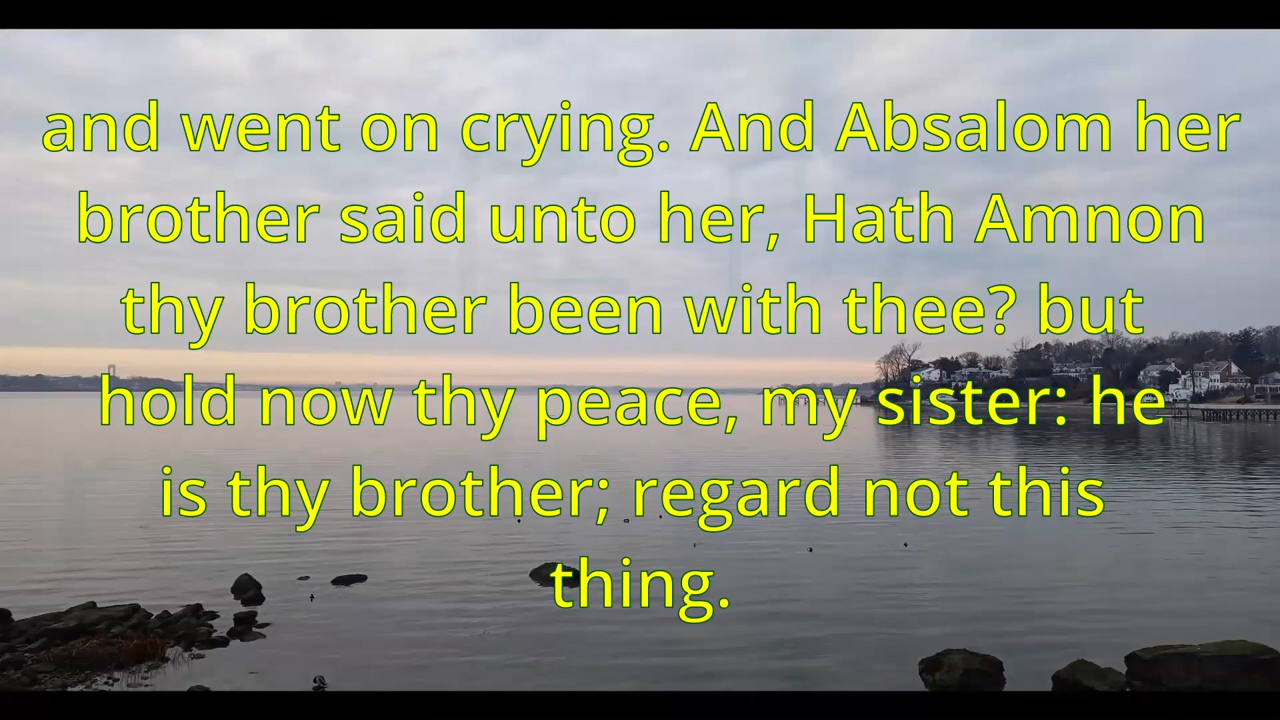 and went on crying. And Absalom her
brother said unto her, Hath Amnon
thy brother been with thee? but
hold now thy peace, my sister: he
is thy brother; regard not this
thing.